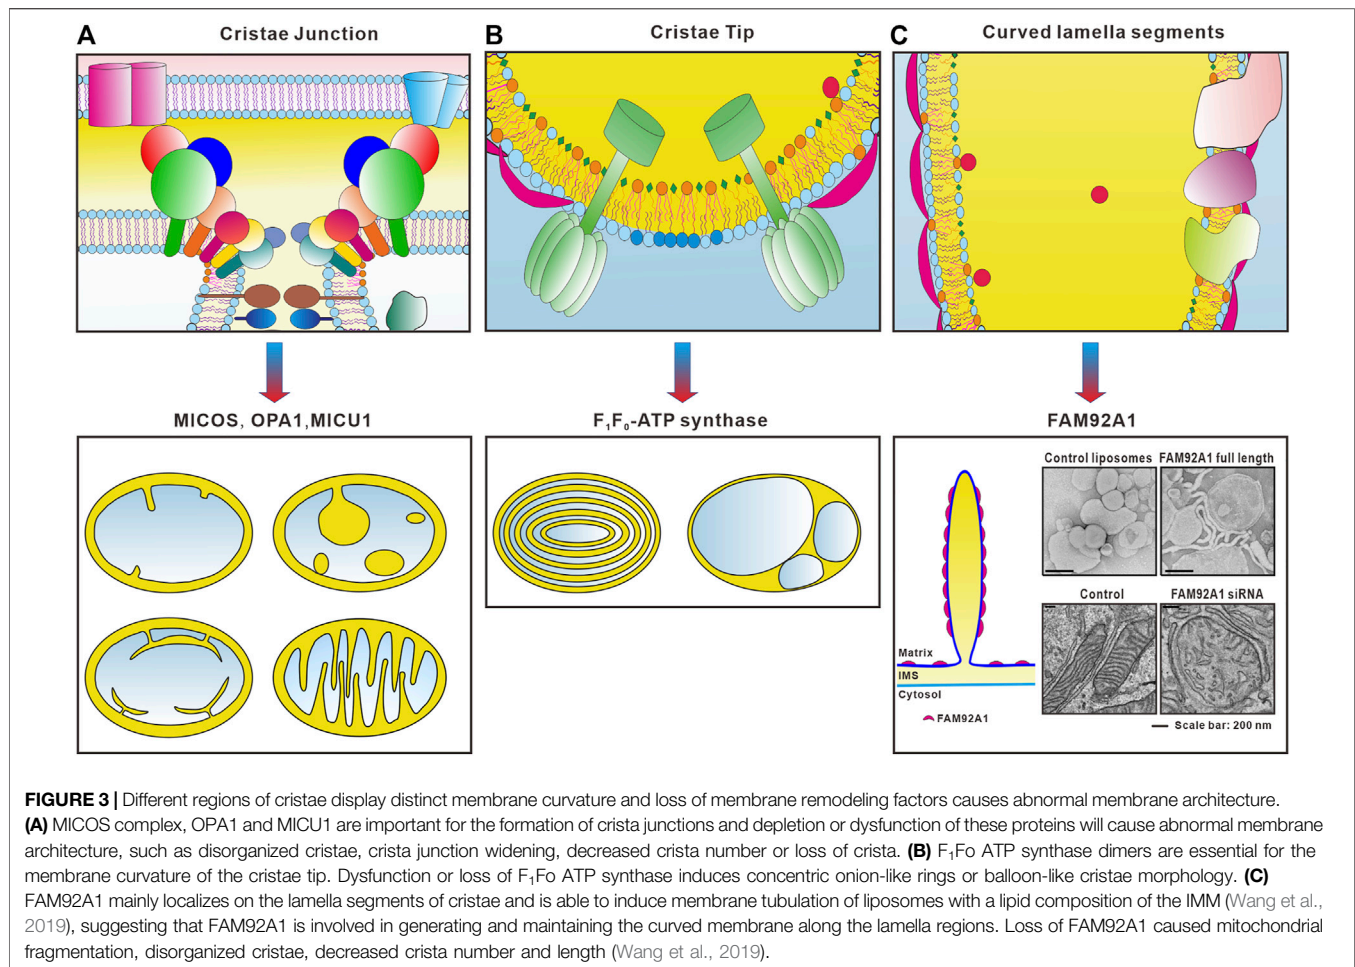 A Cristae Junction
B Cristae Tip
C Curved lamella segments
MICOS, OPA1,MICU1
F₁F₀-ATP synthase
FAM92A1
Control liposomes
FAM92A1 full length
Control
FAM92A1 siRNA
Matrix
IMS
Cytosol
FAM92A1
Scale bar: 200 nm
FIGURE 3 | Different regions of cristae display distinct membrane curvature and loss of membrane remodeling factors causes abnormal membrane architecture.
(A) MICOS complex, OPA1 and MICU1 are important for the formation of crista junctions and depletion or dysfunction of these proteins will cause abnormal membrane
architecture, such as disorganized cristae, crista junction widening, decreased crista number or loss of crista. (B) F₁Fo ATP synthase dimers are essential for the
membrane curvature of the cristae tip. Dysfunction or loss of F₁Fo ATP synthase induces concentric onion-like rings or balloon-like cristae morphology. (C)
FAM92A1 mainly localizes on the lamella segments of cristae and is able to induce membrane tubulation of liposomes with a lipid composition of the IMM (Wang et al.,
2019), suggesting that FAM92A1 is involved in generating and maintaining the curved membrane along the lamella regions. Loss of FAM92A1 caused mitochondrial
fragmentation, disorganized cristae, decreased crista number and length (Wang et al., 2019).